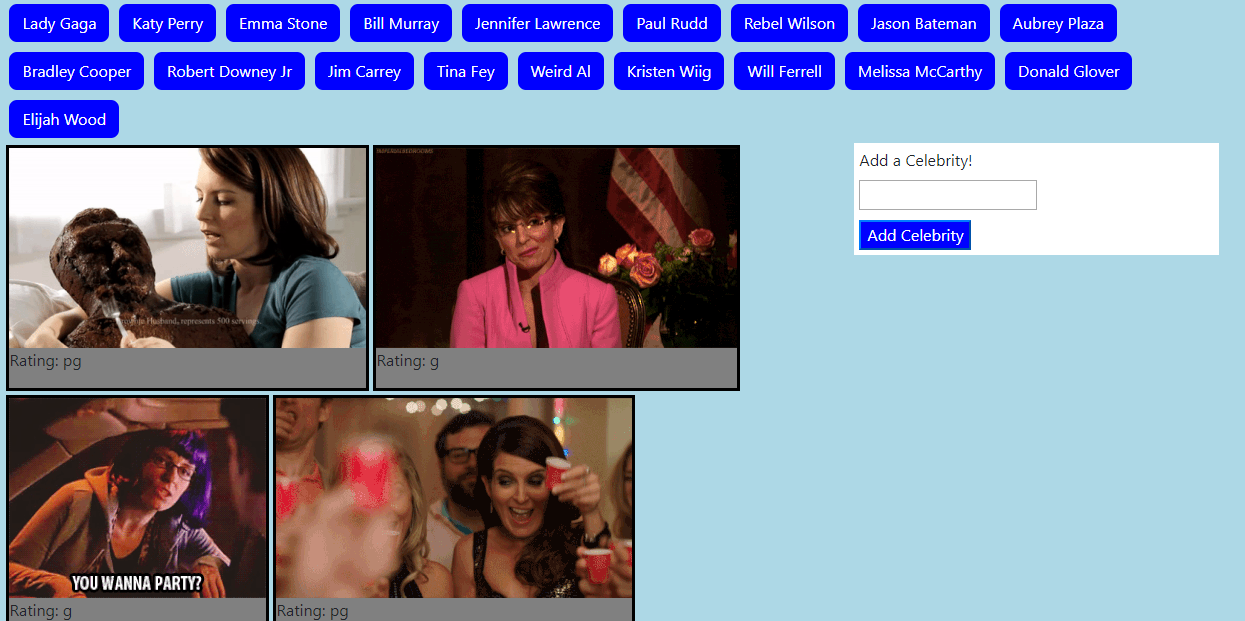 Lady Gaga Katy Perry Emma Stone Bill Murray Jennifer Lawrence Paul Rudd Rebel Wilson Jason Bateman Aubrey Plaza
Bradley Cooper Robert Downey Jr Jim Carrey Tina Fey Weird Al Kristen Wiig Will Ferrell Melissa McCarthy Donald Glover
Elijah Wood
Add a Celebrity!
Add Celebrity
Husband, represents 500 servings.
Rating: pg
Rating: g
YOU WANNA PARTY?
Rating: g
Rating: pg